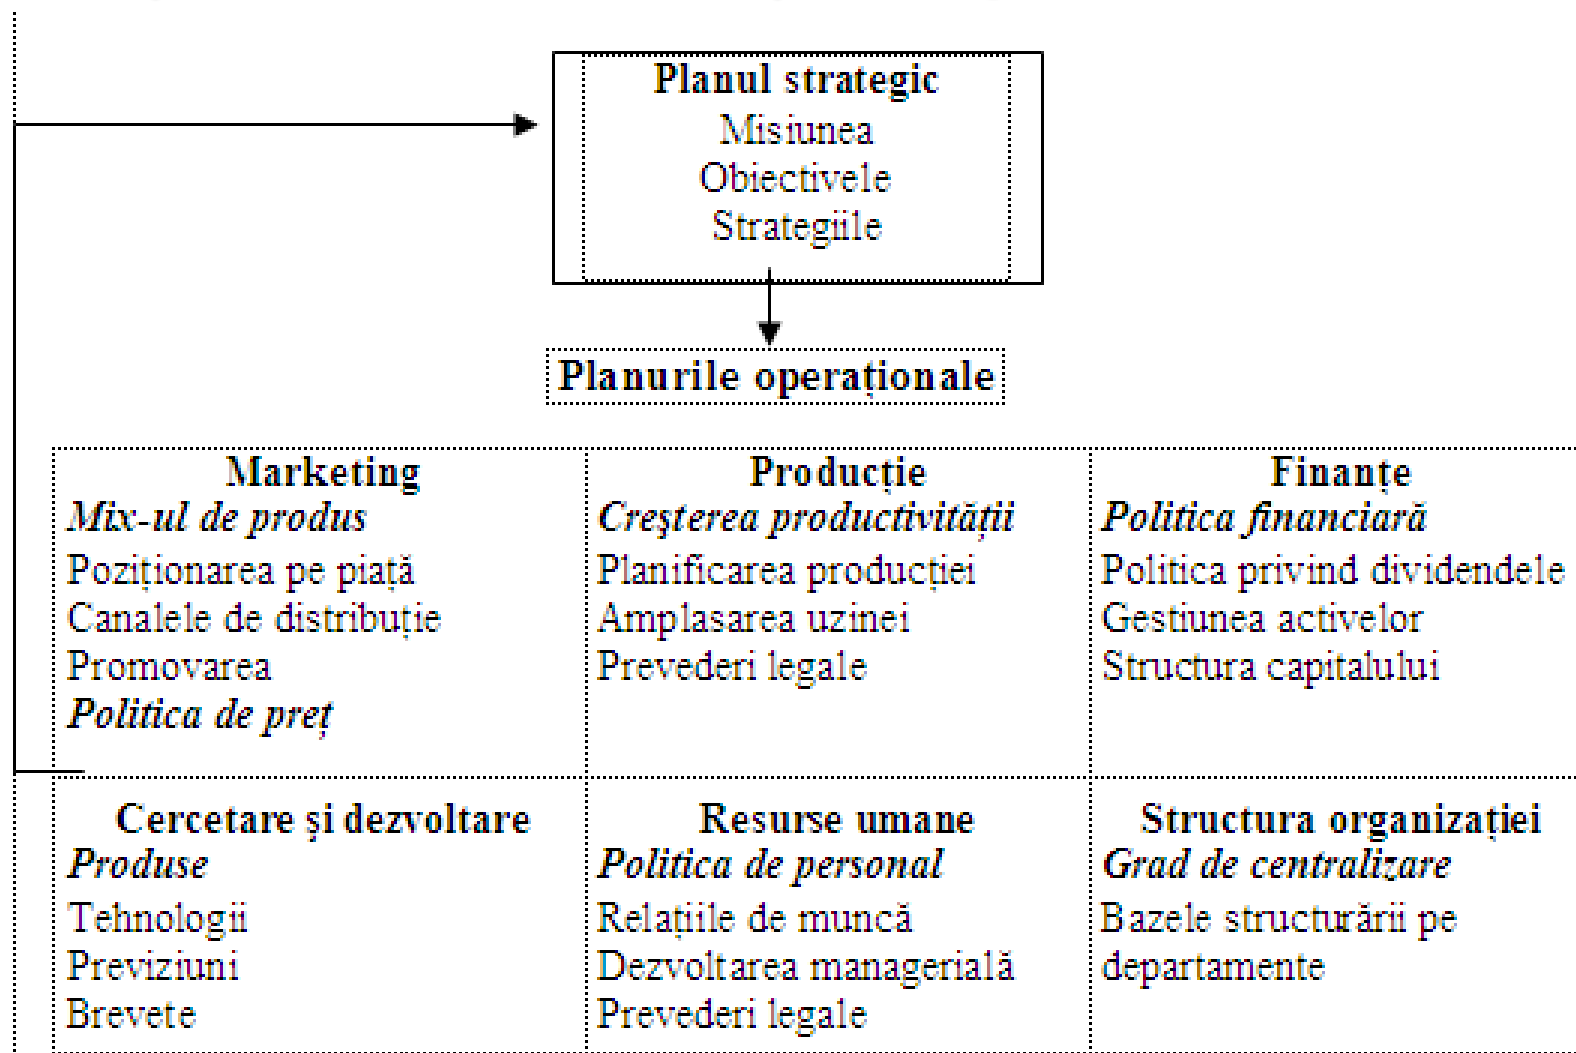 Planul strategic
Misiunea
Obiectivele
Strategiile
Planurile operaționale
Marketing
Mix-ul de produs
Poziționarea pe piață
Canalele de distribuție
Promovarea
Politica de preț
Producție
Creşterea productivității
Planificarea producției
Amplasarea uzinei
Prevederi legale
Finanțe
Politica financiară
Politica privind dividendele
Gestiunea activelor
Structura capitalului
Cercetare şi dezvoltare
Produse
Tehnologii
Previziuni
Brevete
Resurse umane
Politica de personal
Relațiile de muncă
Dezvoltarea managerială
Prevederi legale
Structura organizației
Grad de centralizare
Bazele structurării pe
departamente